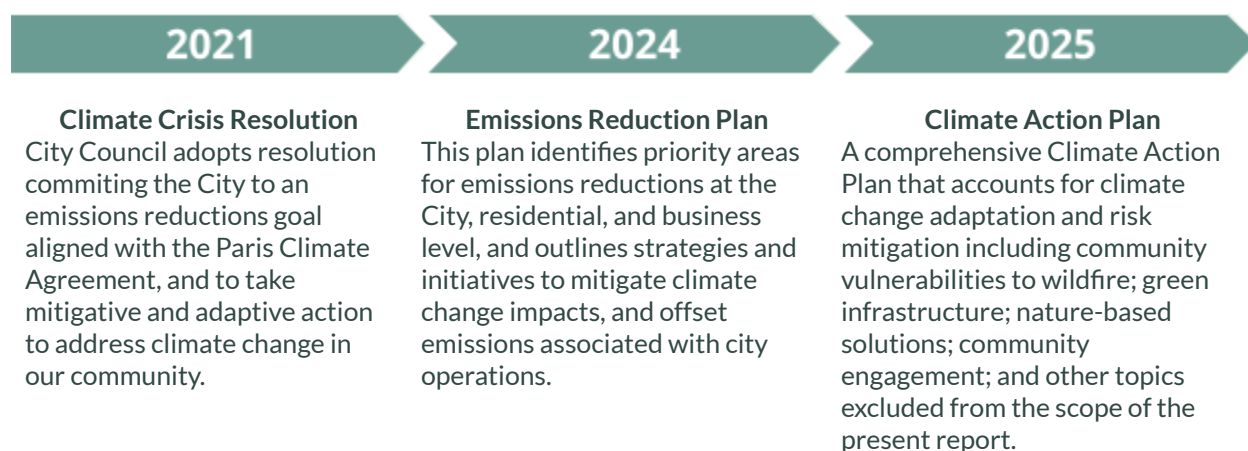 2021
Climate Crisis Resolution
City Council adopts resolution
commiting the City to an
emissions reductions goal
aligned with the Paris Climate
Agreement, and to take
mitigative and adaptive action
to address climate change in
our community.
2024
Emissions Reduction Plan
This plan identifies priority areas
for emissions reductions at the
City, residential, and business
level, and outlines strategies and
initiatives to mitigate climate
change impacts, and offset
emissions associated with city
operations.
2025
Climate Action Plan
A comprehensive Climate Action
Plan that accounts for climate
change adaptation and risk
mitigation including community
vulnerabilities to wildfire; green
infrastructure; nature-based
solutions; community
engagement; and other topics
excluded from the scope of the
present report.